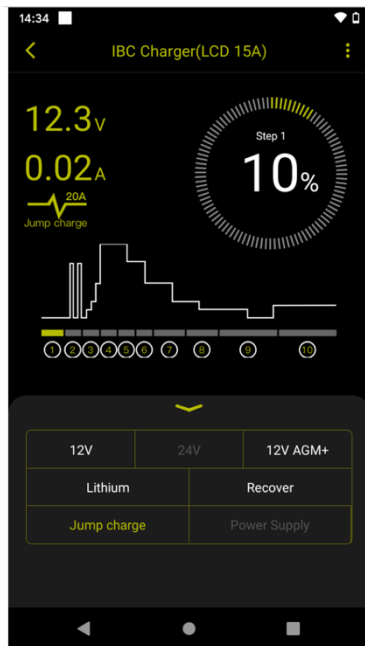 14:34
IBC Charger(LCD 15A)
12.3V
0.02A
20A
Jump charge
Step 1
10%
1 2 3 4 5 6 7 8 9 10
12V 24V 12V AGM+
Lithium Recover
Jump charge Power Supply